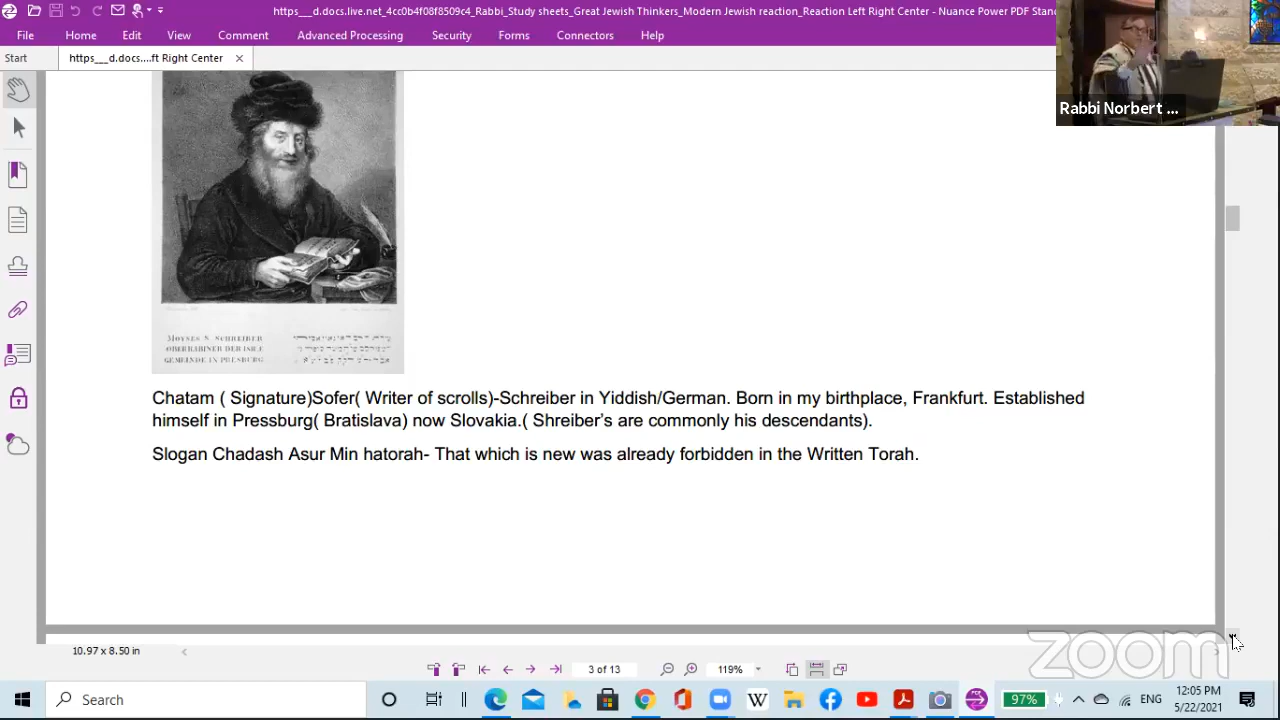 https___d.docs.live.net_4cc0b4f08f8509c4_Rabbi_Study sheets_Great Jewish Thinkers_Modern Jewish reaction_Reaction Left Right Center - Nuance Power PDF Stan
File Home Edit View Comment Advanced Processing Security Forms Connectors Help
Start https___d.docs....ft Right Center
Rabbi Norbert ...
MOYSES S. SCHREIBER
OBERRABINER DER ISRE
GEMEINDE IN PRESBURG
Chatam ( Signature)Sofer( Writer of scrolls)-Schreiber in Yiddish/German. Born in my birthplace, Frankfurt. Established
himself in Pressburg( Bratislava) now Slovakia.( Shreiber's are commonly his descendants).
Slogan Chadash Asur Min hatorah- That which is new was already forbidden in the Written Torah.
zoom
10.97 x 8.50 in
3 of 13 119%
Search 97% ENG 12:05 PM
5/22/2021